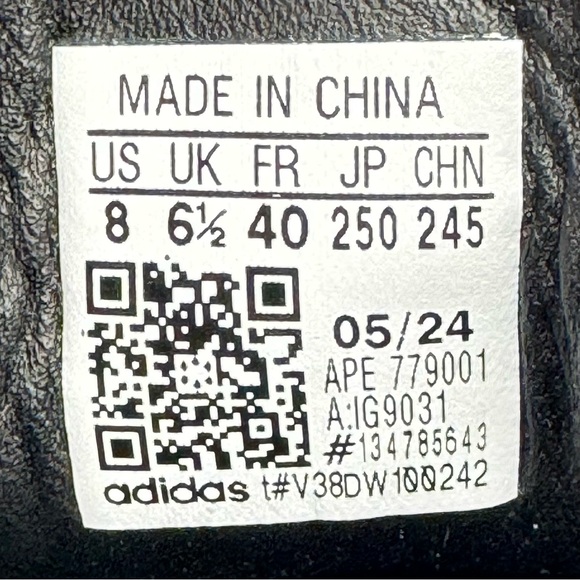 MADE IN CHINA
US UK FR JP CHN
8 6½ 40 250 245
05/24
APE 779001
A:IG9031
#134785643
adidas t#V38DW100242